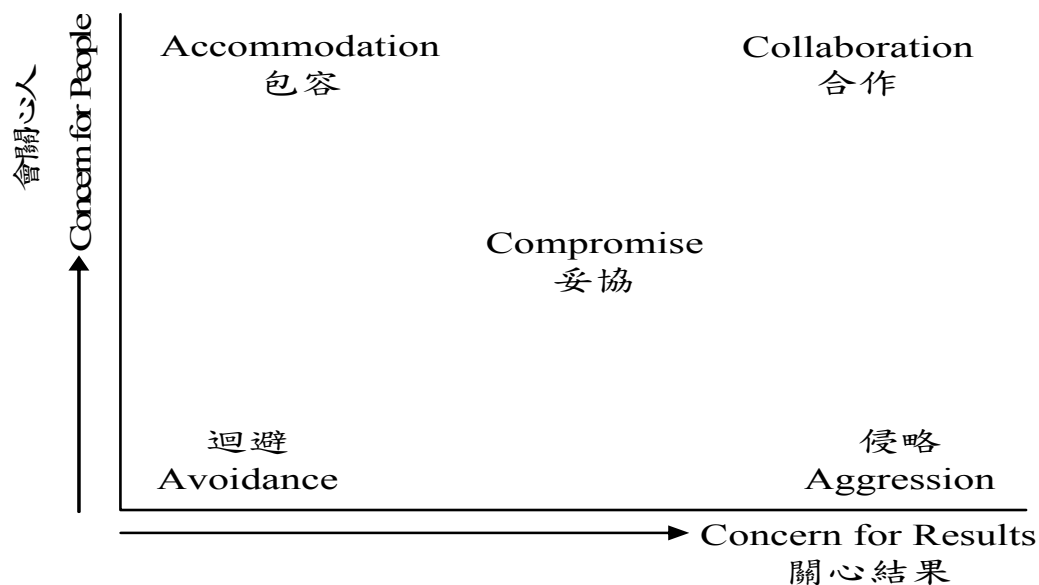 Accommodation
包容
Collaboration
合作
會關心人
Concern for People
Compromise
妥協
迴避
Avoidance
侵略
Aggression
Concern for Results
關心結果